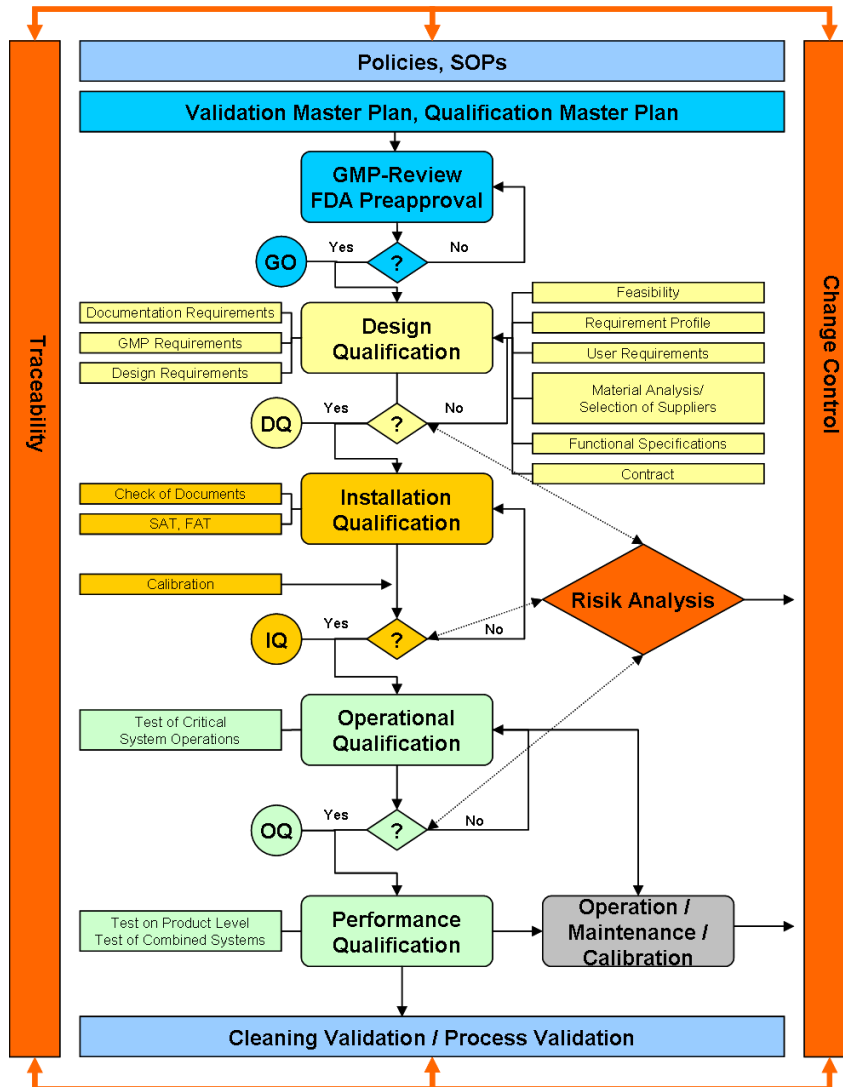 Policies, SOPs
Validation Master Plan, Qualification Master Plan
GMP-Review
FDA Preapproval
Yes
No
GO
?
Documentation Requirements
GMP Requirements
Design Requirements
Design
Qualification
Feasibility
Requirement Profile
User Requirements
Material Analysis/
Selection of Suppliers
Functional Specifications
Contract
Yes
No
DQ
?
Check of Documents
SAT, FAT
Installation
Qualification
Calibration
Risik Analysis
Yes
No
IQ
?
Test of Critical
System Operations
Operational
Qualification
Yes
No
OQ
?
Test on Product Level
Test of Combined Systems
Performance
Qualification
Operation /
Maintenance /
Calibration
Cleaning Validation / Process Validation
Traceability
Change Control